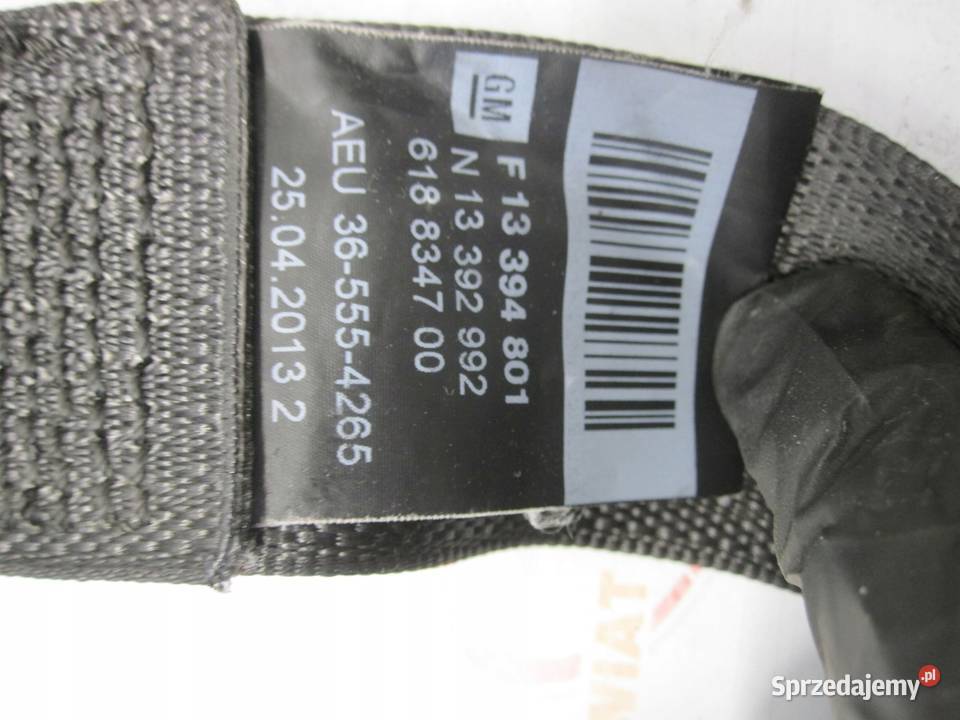 GM
F 13 394 801
N 13 392 992
618 8347 00
AEU 36-555-4265
25.04.2013 2
WIAT
Sprzedajemy.pl